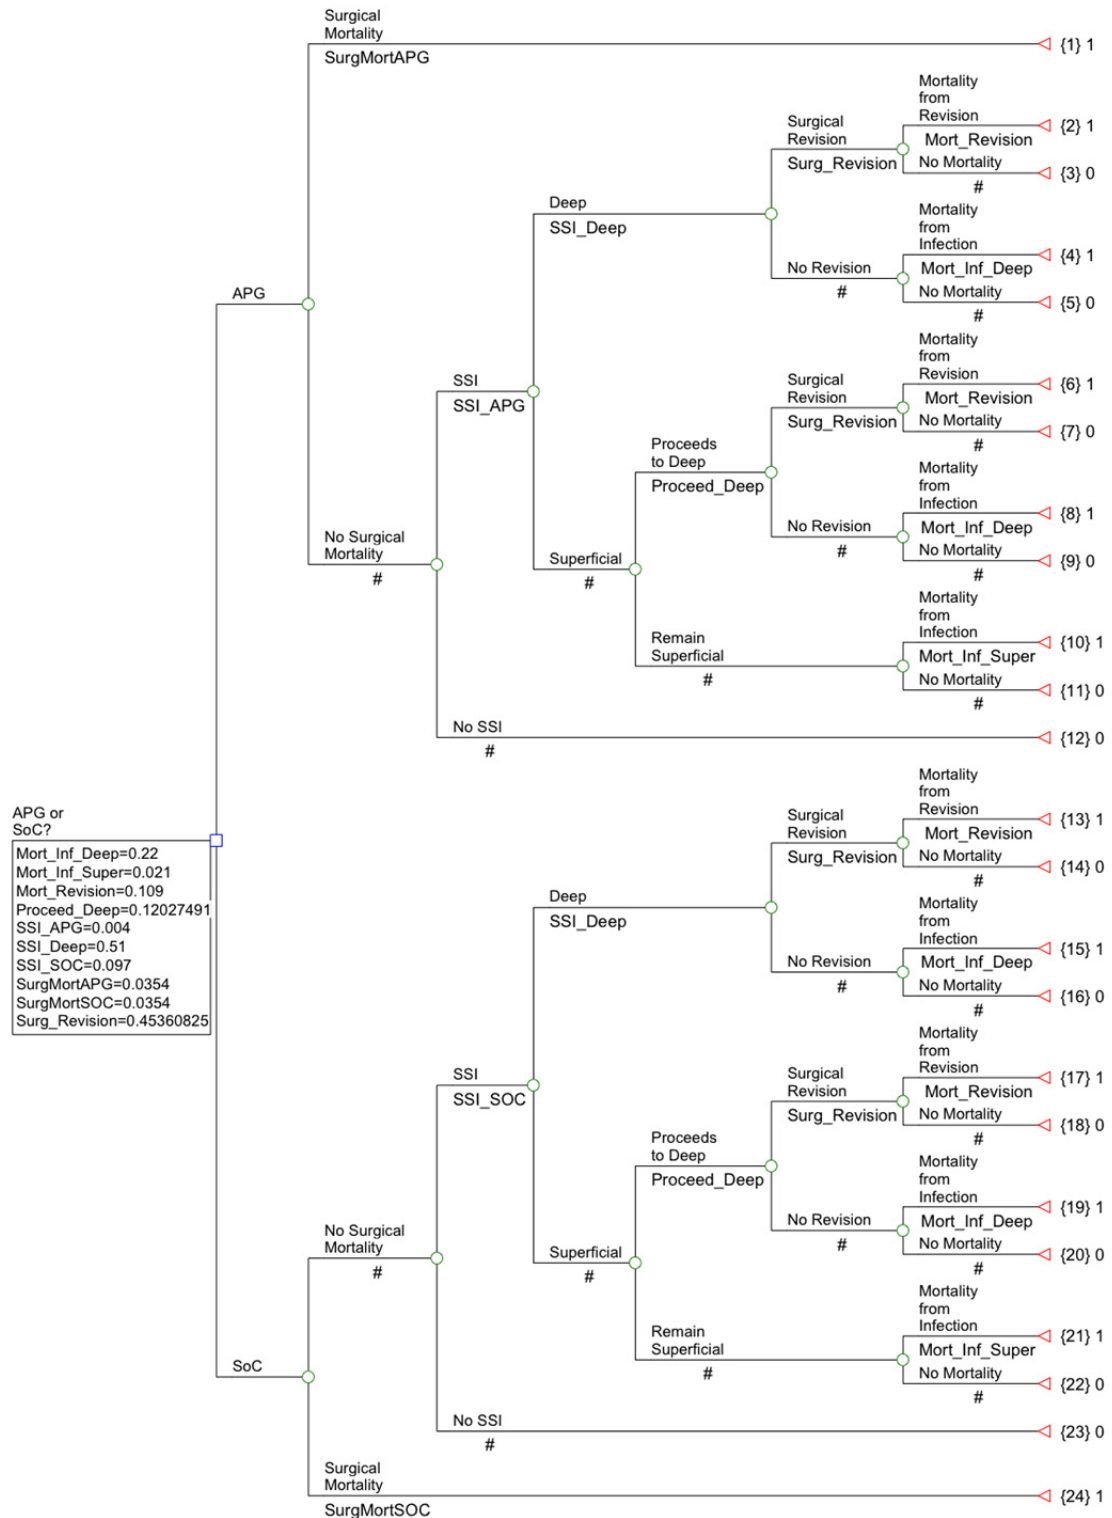 Surgical
Mortality
SurgMortAPG
{1} 1
Mortality
from
Revision
{2} 1
Surgical
Revision
Mort_Revision
Surg_Revision
No Mortality
{3} 0
#
Deep
SSI_Deep
Mortality
from
Infection
{4} 1
No Revision
Mort_Inf_Deep
#
No Mortality
{5} 0
#
APG
Mortality
from
Revision
{6} 1
SSI
SSI_APG
Surgical
Revision
Mort_Revision
Surg_Revision
No Mortality
{7} 0
#
Proceeds
to Deep
Proceed_Deep
Mortality
from
Infection
{8} 1
No Revision
Mort_Inf_Deep
#
No Mortality
{9} 0
#
No Surgical
Mortality
#
Superficial
#
Mortality
from
Infection
{10} 1
Remain
Superficial
Mort_Inf_Super
#
No Mortality
{11} 0
#
No SSI
#
{12} 0
APG or
SoC?
Mort_Inf_Deep=0.22
Mort_Inf_Super=0.021
Mort_Revision=0.109
Proceed_Deep=0.12027491
SSI_APG=0.004
SSI_Deep=0.51
SSI_SOC=0.097
SurgMortAPG=0.0354
SurgMortSOC=0.0354
Surg_Revision=0.45360825
Mortality
from
Revision
{13} 1
Surgical
Revision
Mort_Revision
Surg_Revision
No Mortality
{14} 0
#
Deep
SSI_Deep
Mortality
from
Infection
{15} 1
No Revision
Mort_Inf_Deep
#
No Mortality
{16} 0
#
SSI
SSI_SOC
Mortality
from
Revision
{17} 1
Surgical
Revision
Mort_Revision
Surg_Revision
No Mortality
{18} 0
#
Proceeds
to Deep
Proceed_Deep
Mortality
from
Infection
{19} 1
No Revision
Mort_Inf_Deep
#
No Mortality
{20} 0
#
No Surgical
Mortality
#
Superficial
#
Mortality
from
Infection
{21} 1
Remain
Superficial
Mort_Inf_Super
#
No Mortality
{22} 0
#
SoC
No SSI
#
{23} 0
Surgical
Mortality
SurgMortSOC
{24} 1